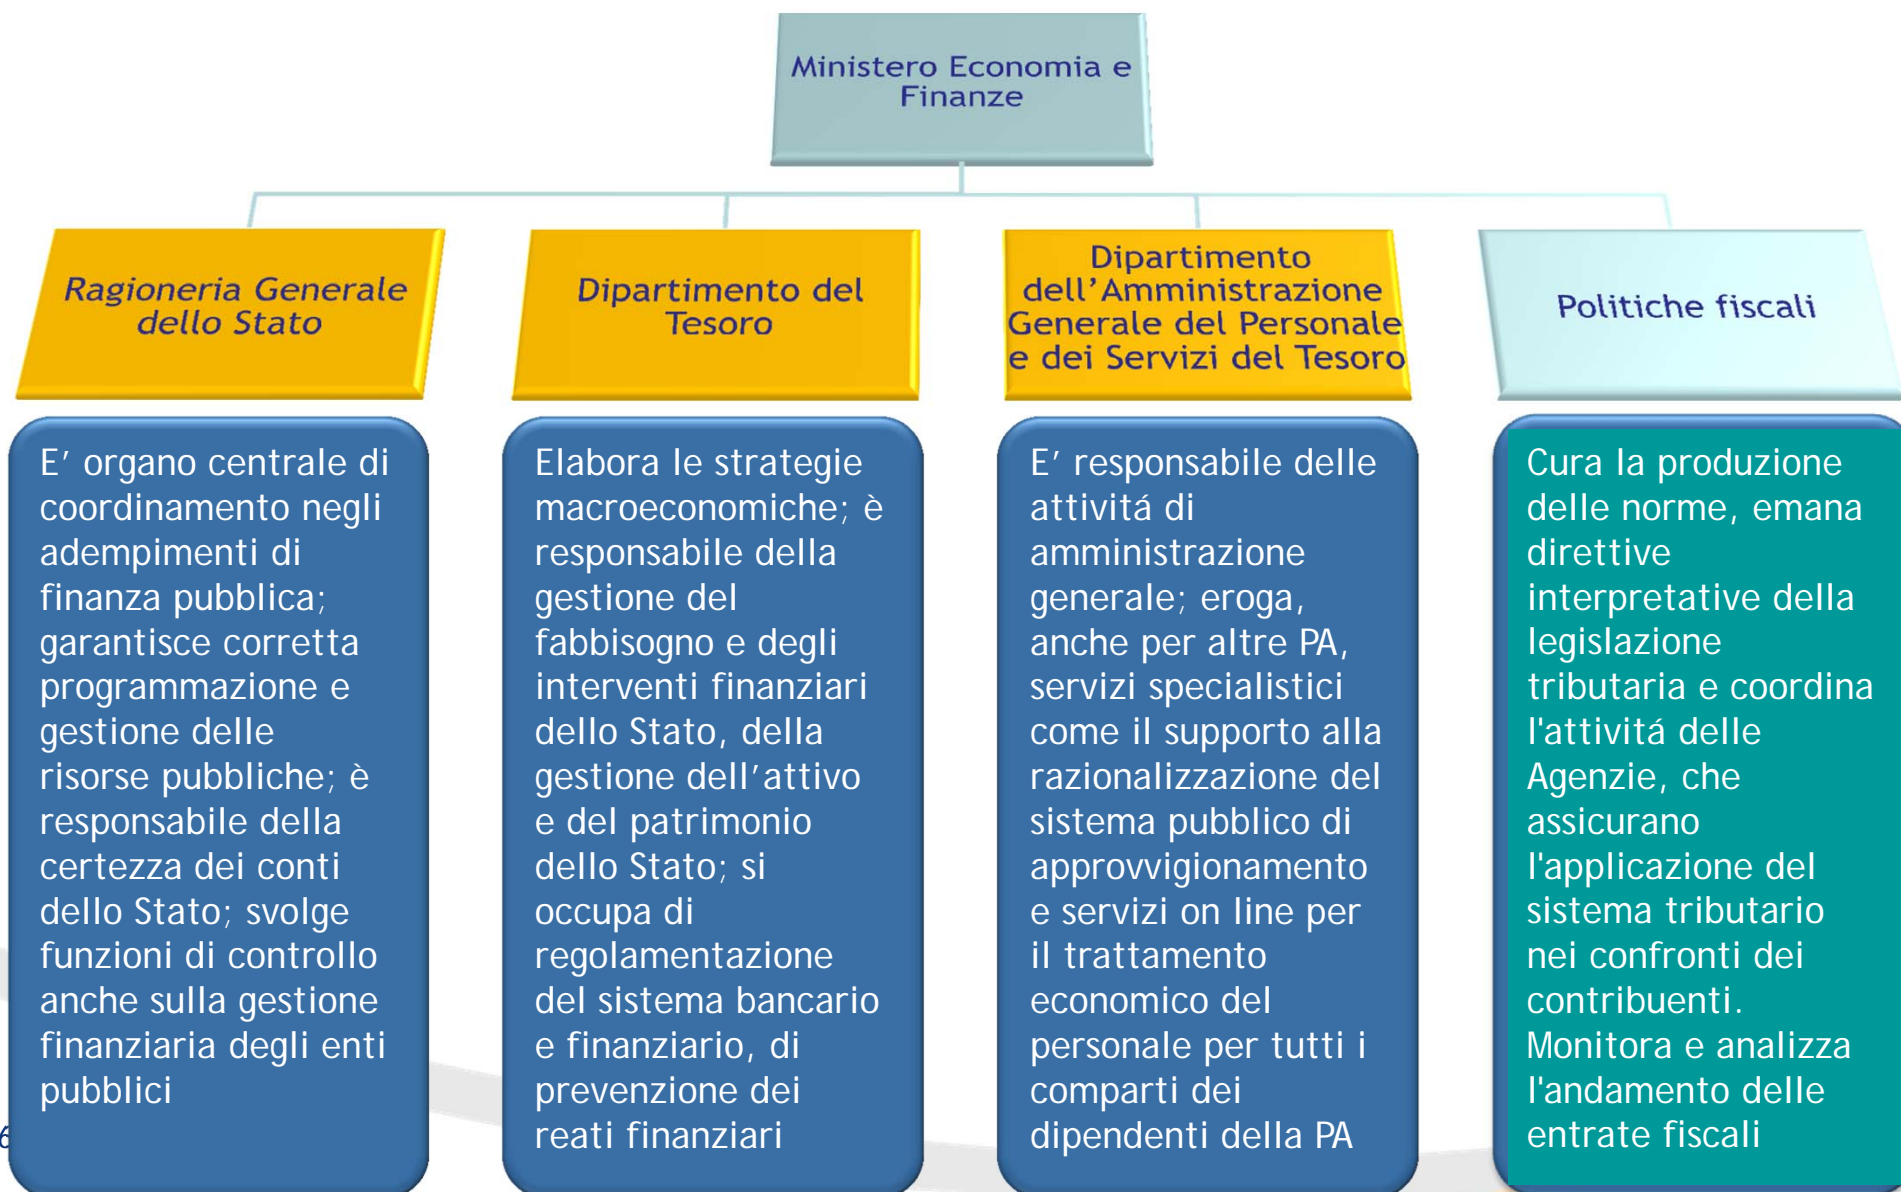 Ministero Economia e
Finanze
Ragioneria Generale
dello Stato
Dipartimento del
Tesoro
Dipartimento
dell'Amministrazione
Generale del Personale
e dei Servizi del Tesoro
Politiche fiscali
E' organo centrale di
coordinamento negli
adempimenti di
finanza pubblica;
garantisce corretta
programmazione e
gestione delle
risorse pubbliche; è
responsabile della
certezza dei conti
dello Stato; svolge
funzioni di controllo
anche sulla gestione
finanziaria degli enti
pubblici
Elabora le strategie
macroeconomiche; è
responsabile della
gestione del
fabbisogno e degli
interventi finanziari
dello Stato, della
gestione dell'attivo
e del patrimonio
dello Stato; si
occupa di
regolamentazione
del sistema bancario
e finanziario, di
prevenzione dei
reati finanziari
E' responsabile delle
attivitá di
amministrazione
generale; eroga,
anche per altre PA,
servizi specialistici
come il supporto alla
razionalizzazione del
sistema pubblico di
approvvigionamento
e servizi on line per
il trattamento
economico del
personale per tutti i
comparti dei
dipendenti della PA
Cura la produzione
delle norme, emana
direttive
interpretative della
legislazione
tributaria e coordina
l'attivitá delle
Agenzie, che
assicurano
l'applicazione del
sistema tributario
nei confronti dei
contribuenti.
Monitora e analizza
l'andamento delle
entrate fiscali
6